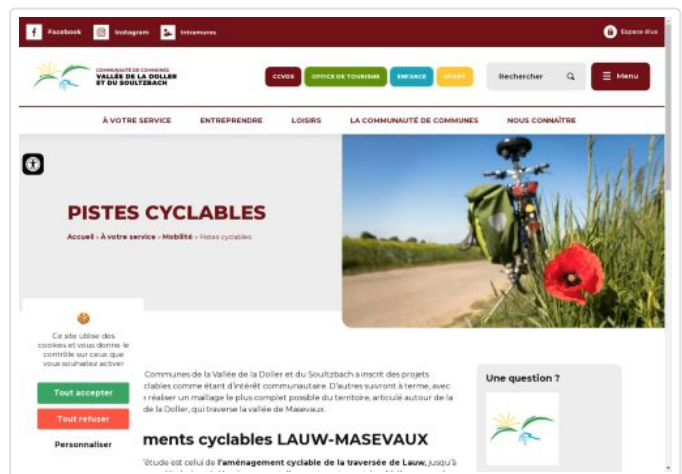 Facebook Instagram Intramuros Espace élus
COMMUNAUTÉ DE COMMUNES
VALLÉE DE LA DOLLER
ET DU SOULTZBACH
CCVDS OFFICE DE TOURISME ENFANCE SPORT Rechercher Menu
À VOTRE SERVICE ENTREPRENDRE LOISIRS LA COMMUNAUTÉ DE COMMUNES NOUS CONNAÎTRE
PISTES CYCLABLES
Accueil » À votre service » Mobilité » Pistes cyclables
Ce site utilise des
cookies et vous donne le
contrôle sur ceux que
vous souhaitez activer
Tout accepter
Tout refuser
Personnaliser
Communes de la Vallée de la Doller et du Soultzbach a inscrit des projets
clables comme étant d'intérêt communautaire. D'autres suivront à terme, avec
réaliser un maillage le plus complet possible du territoire, articulé autour de la
de la Doller, qui traverse la vallée de Masevaux.
ments cyclables LAUW-MASEVAUX
'étude est celui de l'aménagement cyclable de la traversée de Lauw, jusqu'à
Une question ?